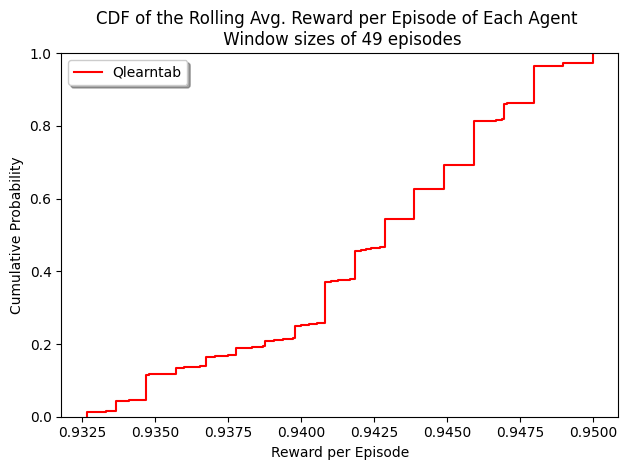 CDF of the Rolling Avg. Reward per Episode of Each Agent
Window sizes of 49 episodes
Qlearntab
Cumulative Probability
1.0
0.8
0.6
0.4
0.2
0.0
0.9325 0.9350 0.9375 0.9400 0.9425 0.9450 0.9475 0.9500
Reward per Episode